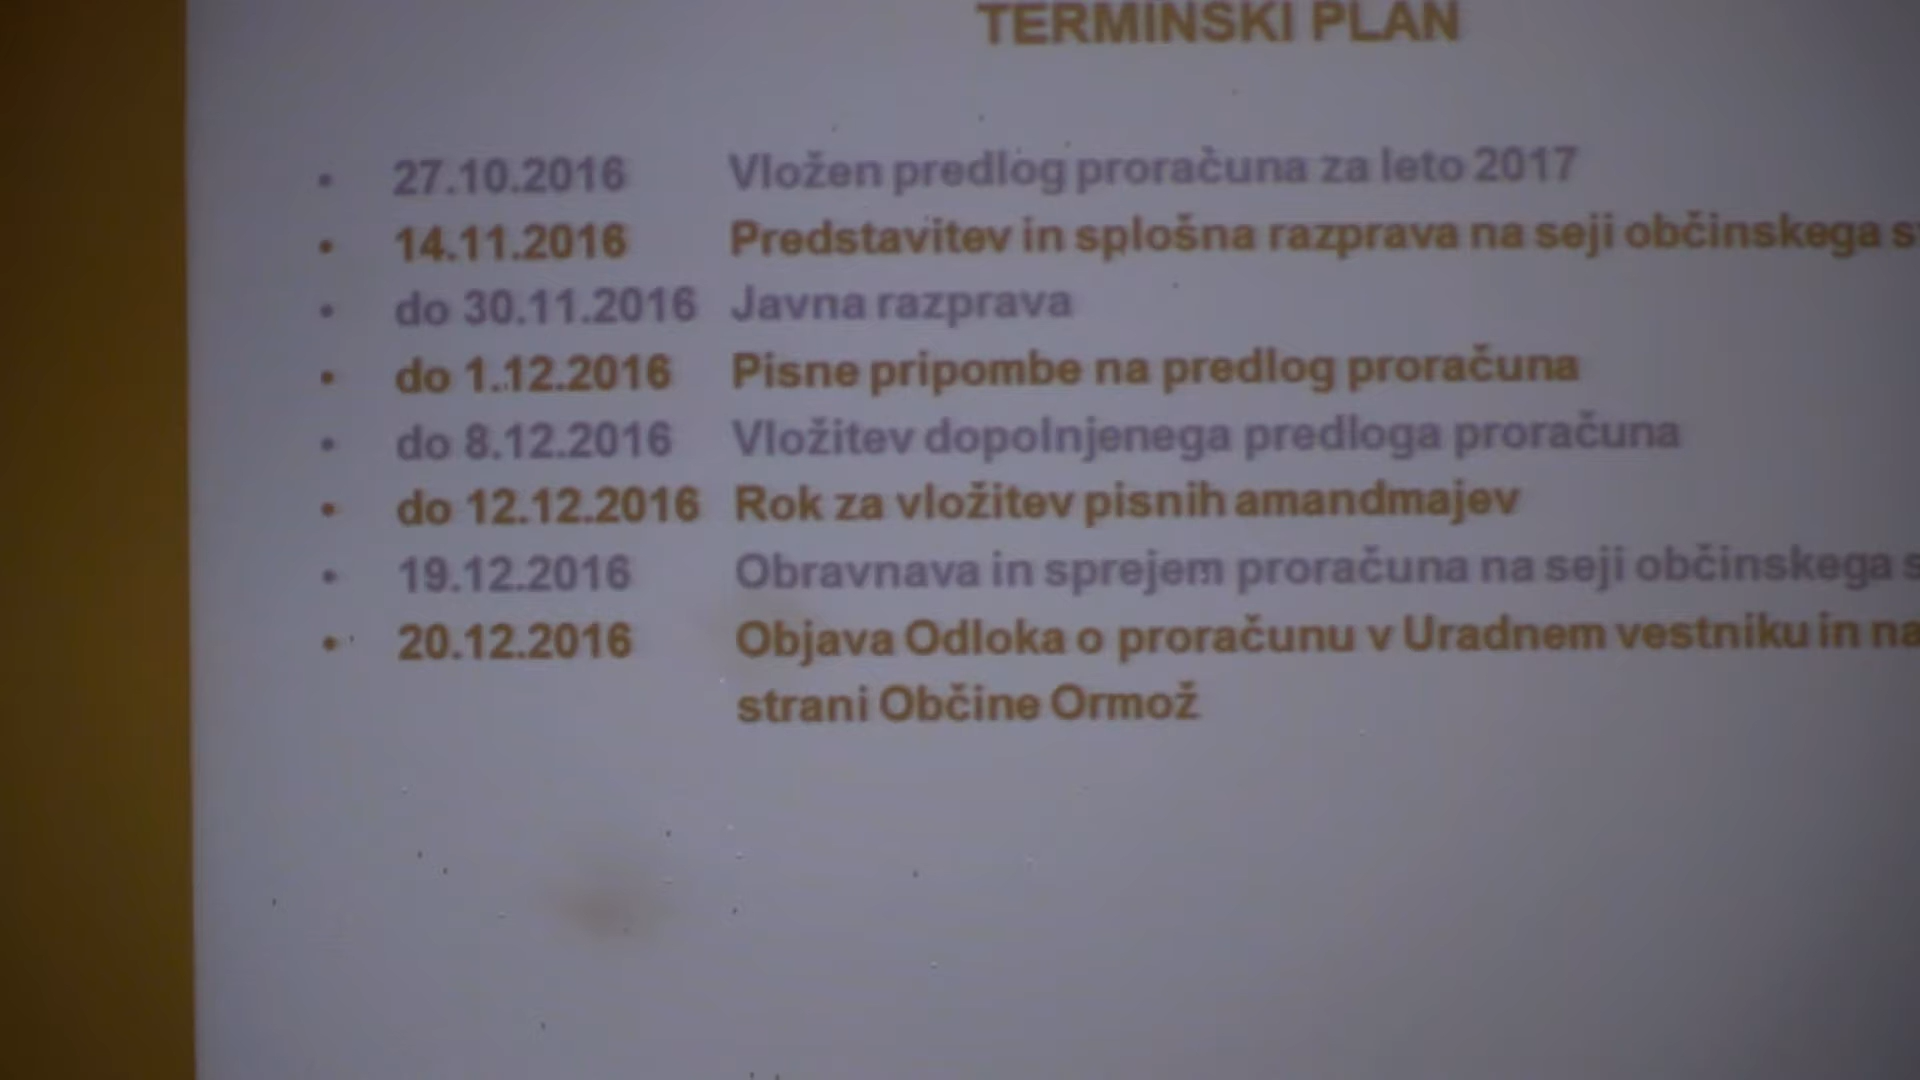 TERMINSKI PLAN
• 27.10.2016 Vložen predlog proračuna za leto 2017
• 14.11.2016 Predstavitev in splošna razprava na seji občinskega
• do 30.11.2016 Javna razprava
• do 1.12.2016 Pisne pripombe na predlog proračuna
• do 8.12.2016 Vložitev dopolnjenega predloga proračuna
• do 12.12.2016 Rok za vložitev pisnih amandmajev
• 19.12.2016 Obravnava in sprejem proračuna na seji občinskega
• 20.12.2016 Objava Odloka o proračunu v Uradnem vestniku in na
strani Občine Ormož